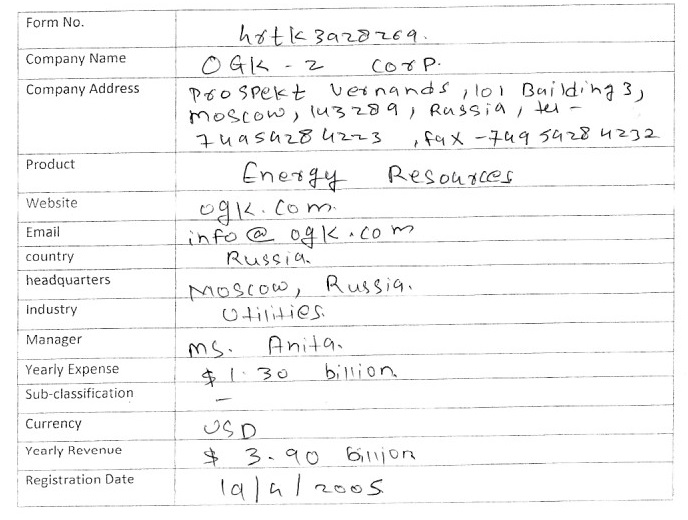 Form No. hrtk3928269.
Company Name OGK - 2 Corp.
Company Address Prospekt Vernands, 101 Building 3,
Moscow, 143289, Russia, tel -
74954284223, fax - 74954284232
Product Energy Resources
Website ogk.com.
Email info@ogk.com
country Russia.
headquarters Moscow, Russia.
Industry Utilities.
Manager Ms. Anita.
Yearly Expense $ 1.30 billion
Sub-classification –
Currency USD
Yearly Revenue $ 3.90 billion
Registration Date 19/4/2005